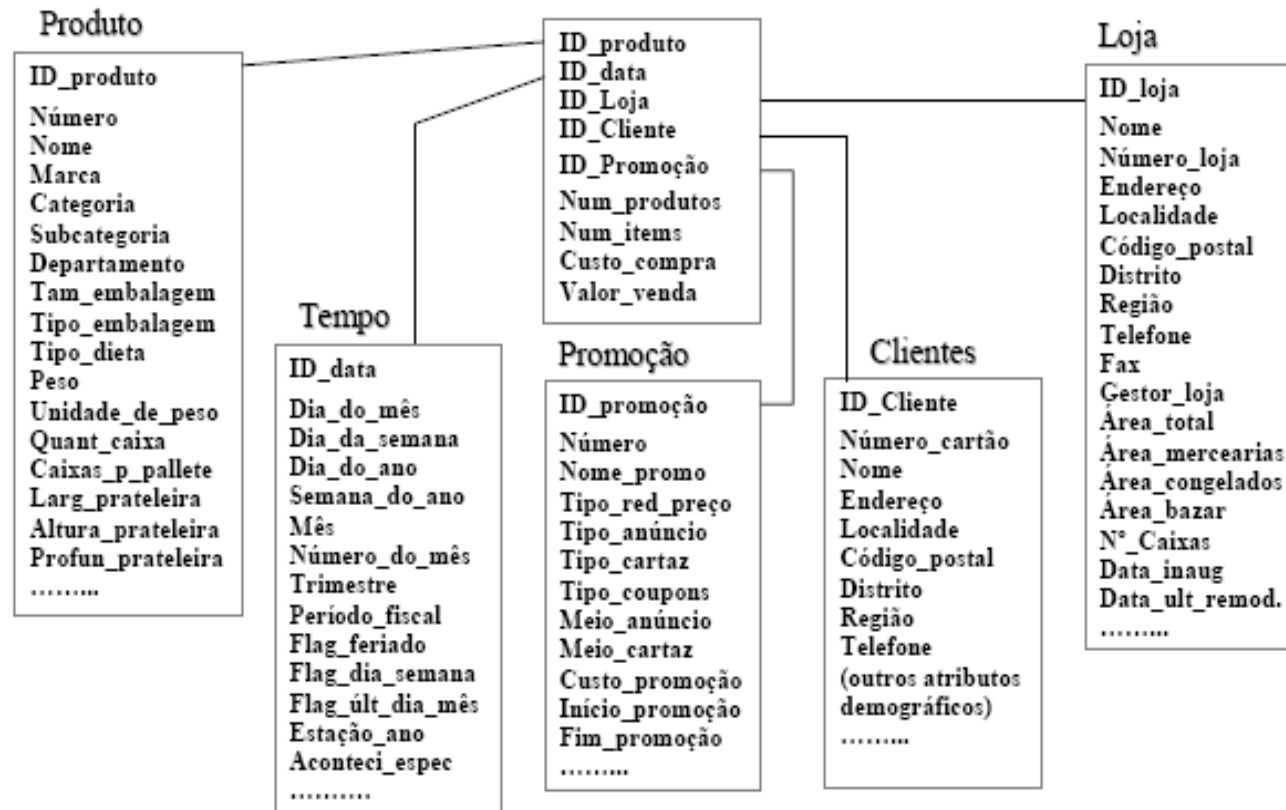 Produto
ID_produto
Número
Nome
Marca
Categoria
Subcategoria
Departamento
Tam_embalagem
Tipo_embalagem
Tipo_dieta
Peso
Unidade_de_peso
Quant_caixa
Caixas_p_pallete
Larg_prateleira
Altura_prateleira
Profun_prateleira
.........
Tempo
ID_data
Dia_do_mês
Dia_da_semana
Dia_do_ano
Semana_do_ano
Mês
Número_do_mês
Trimestre
Período_fiscal
Flag_feriado
Flag_dia_semana
Flag_últ_dia_mês
Estação_ano
Aconteci_espec
..........
ID_produto
ID_data
ID_Loja
ID_Cliente
ID_Promoção
Num_produtos
Num_items
Custo_compra
Valor_venda
Promoção
ID_promoção
Número
Nome_promo
Tipo_red_preço
Tipo_anúncio
Tipo_cartaz
Tipo_coupons
Meio_anúncio
Meio_cartaz
Custo_promoção
Início_promoção
Fim_promoção
.........
Clientes
ID_Cliente
Número_cartão
Nome
Endereço
Localidade
Código_postal
Distrito
Região
Telefone
(outros atributos
demográficos)
.........
Loja
ID_loja
Nome
Número_loja
Endereço
Localidade
Código_postal
Distrito
Região
Telefone
Fax
Gestor_loja
Área_total
Área_mercearias
Área_congelados
Área_bazar
N°_Caixas
Data_inaug
Data_ult_remod.
.........